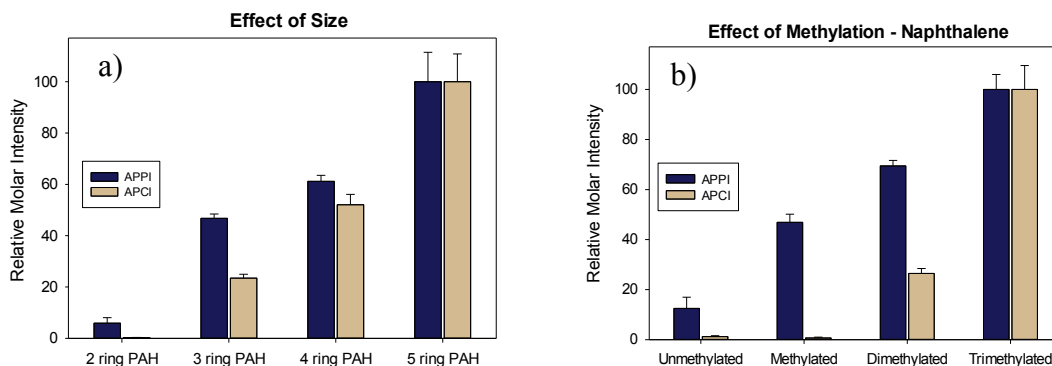 Effect of Size
a)
Relative Molar Intensity
100
80
60
40
20
0
APPI
APCI
2 ring PAH 3 ring PAH 4 ring PAH 5 ring PAH
Effect of Methylation - Naphthalene
b)
Relative Molar Intensity
100
80
60
40
20
0
APPI
APCI
Unmethylated Methylated Dimethylated Trimethylated